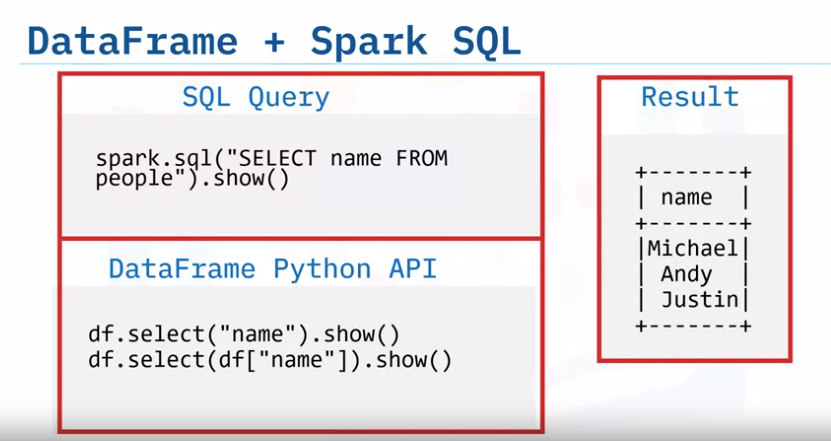 DataFrame + Spark SQL
SQL Query
spark.sql("SELECT name FROM
people").show()
DataFrame Python API
df.select("name").show()
df.select(df["name"]).show()
Result
+-------+
| name |
+-------+
|Michael|
| Andy |
| Justin|
+-------+